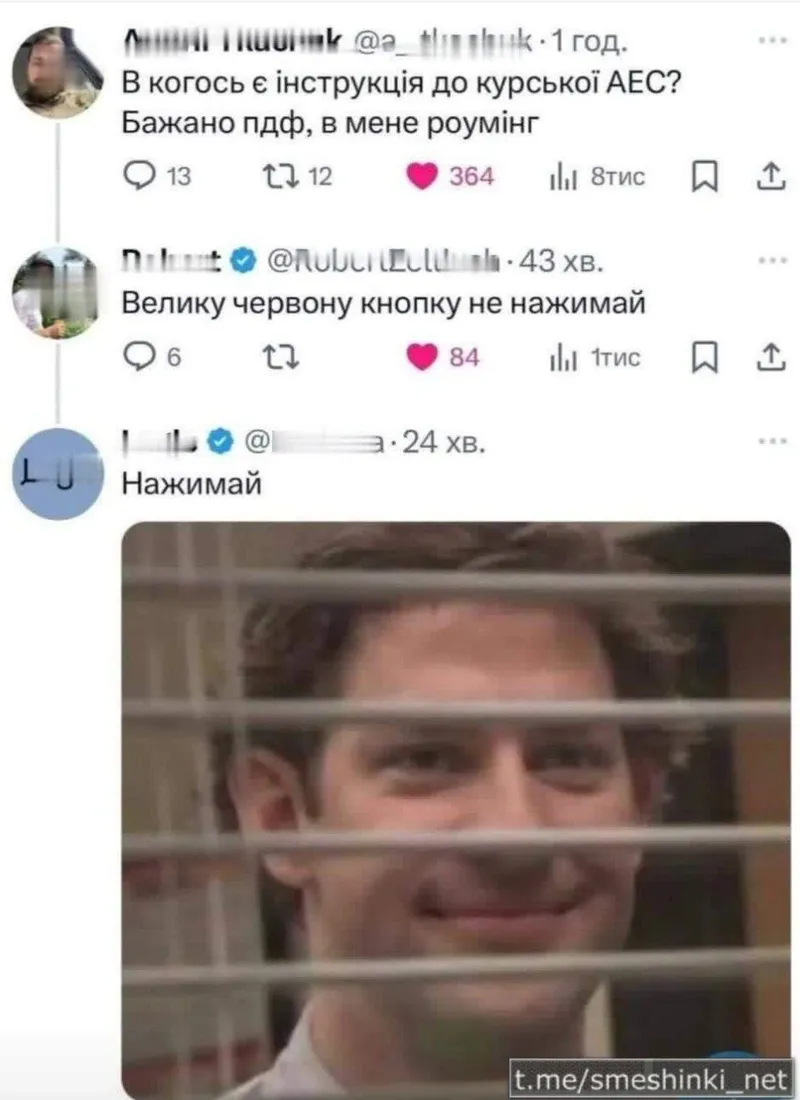 · 1 год.
В когось є інструкція до курської АЕС?
Бажано пдф, в мене роумінг
13 12 364 8тис
· 43 хв.
Велику червону кнопку не нажимай
6 84 1тис
· 24 хв.
Нажимай
t.me/smeshinki_net